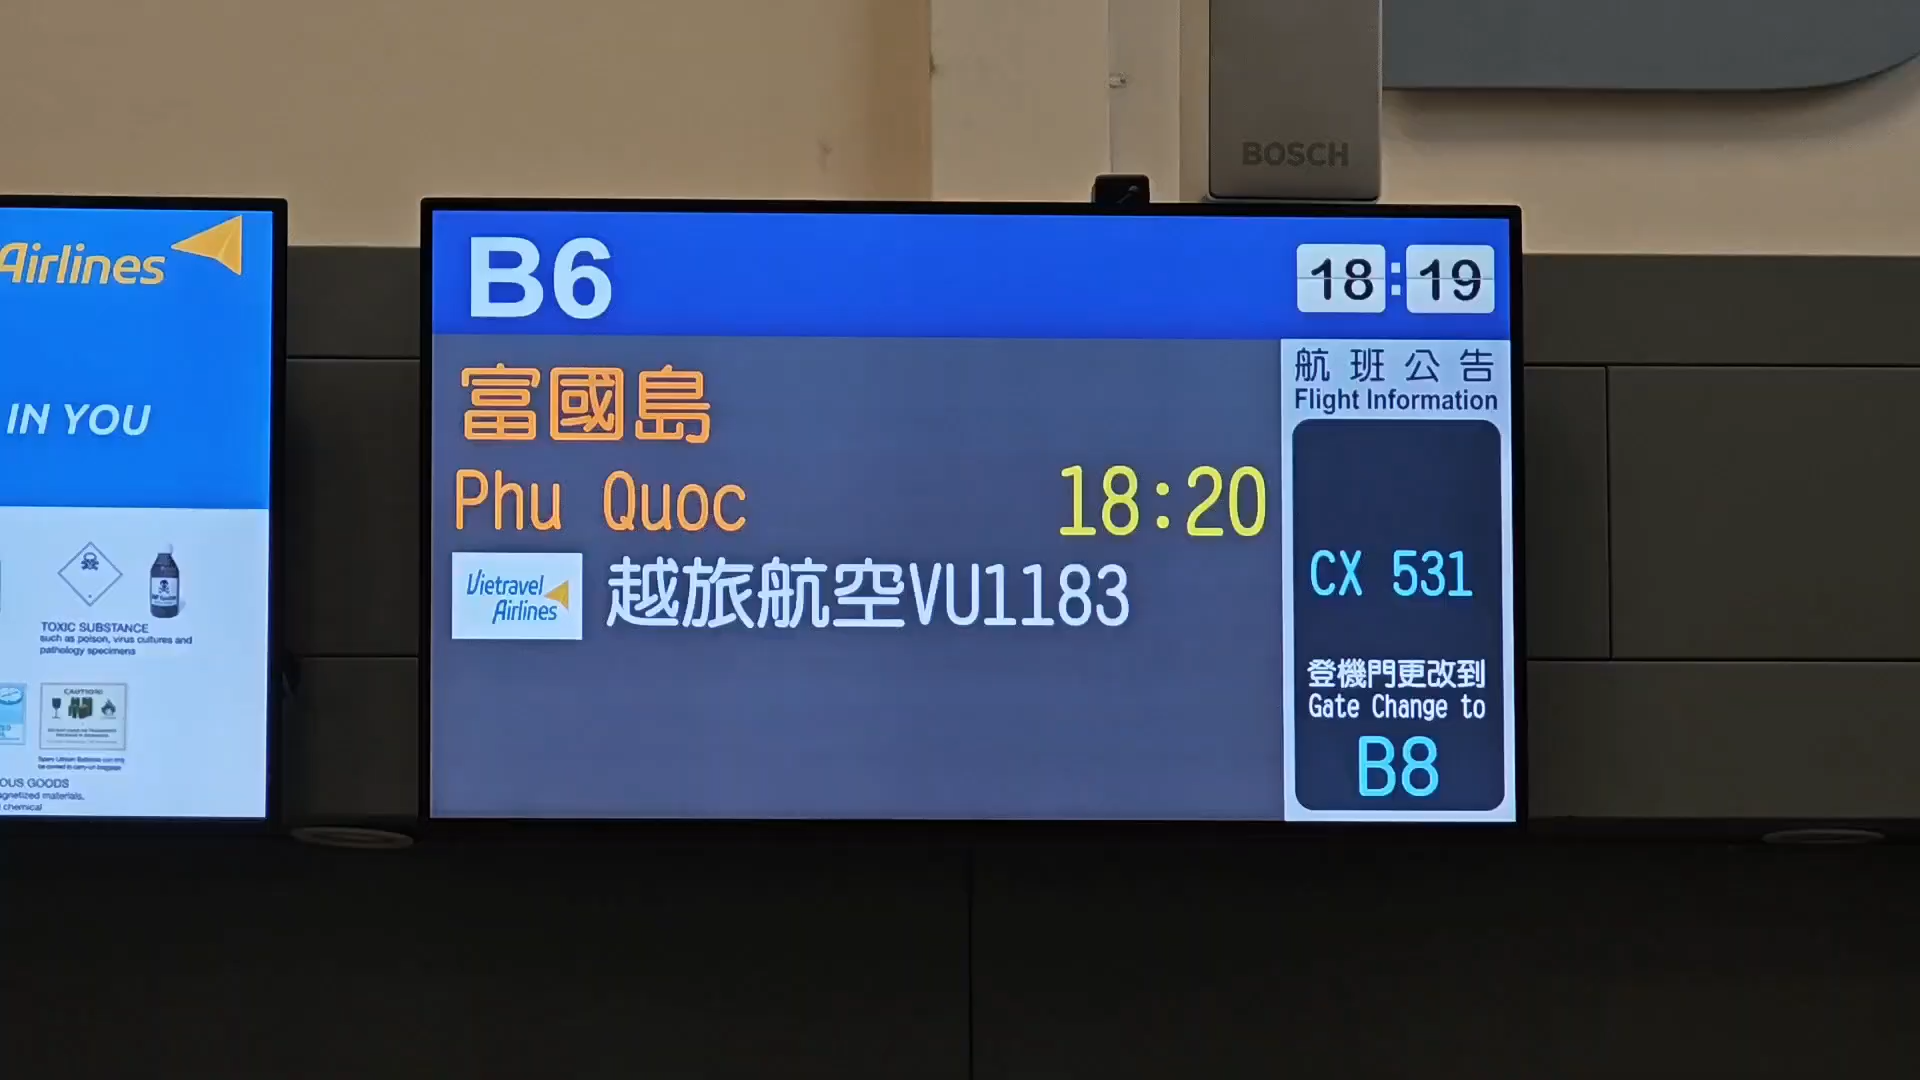 BOSCH
Airlines
IN YOU
TOXIC SUBSTANCE
such as poison, virus cultures and
pathology specimens
CAUTION!
OUS GOODS
gnetized materials,
chemical
B6
18:19
富國島
Phu Quoc
18:20
Vietravel
Airlines
越旅航空VU1183
航班公告
Flight Information
CX 531
登機門更改到
Gate Change to
B8